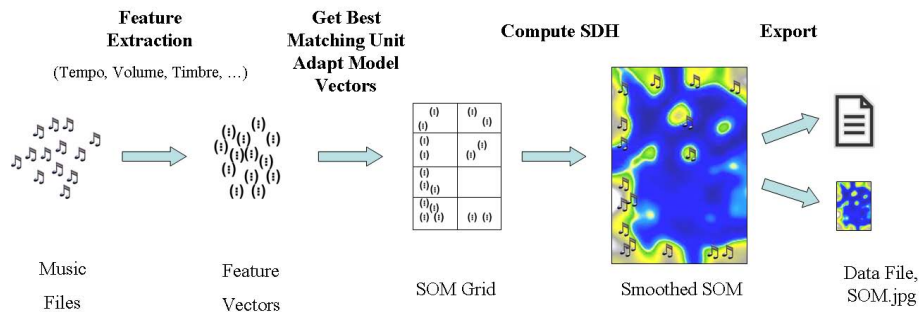 Feature
Extraction
(Tempo, Volume, Timbre, …)
Get Best
Matching Unit
Adapt Model
Vectors
Compute SDH
Export
Music
Files
Feature
Vectors
SOM Grid
Smoothed SOM
Data File,
SOM.jpg